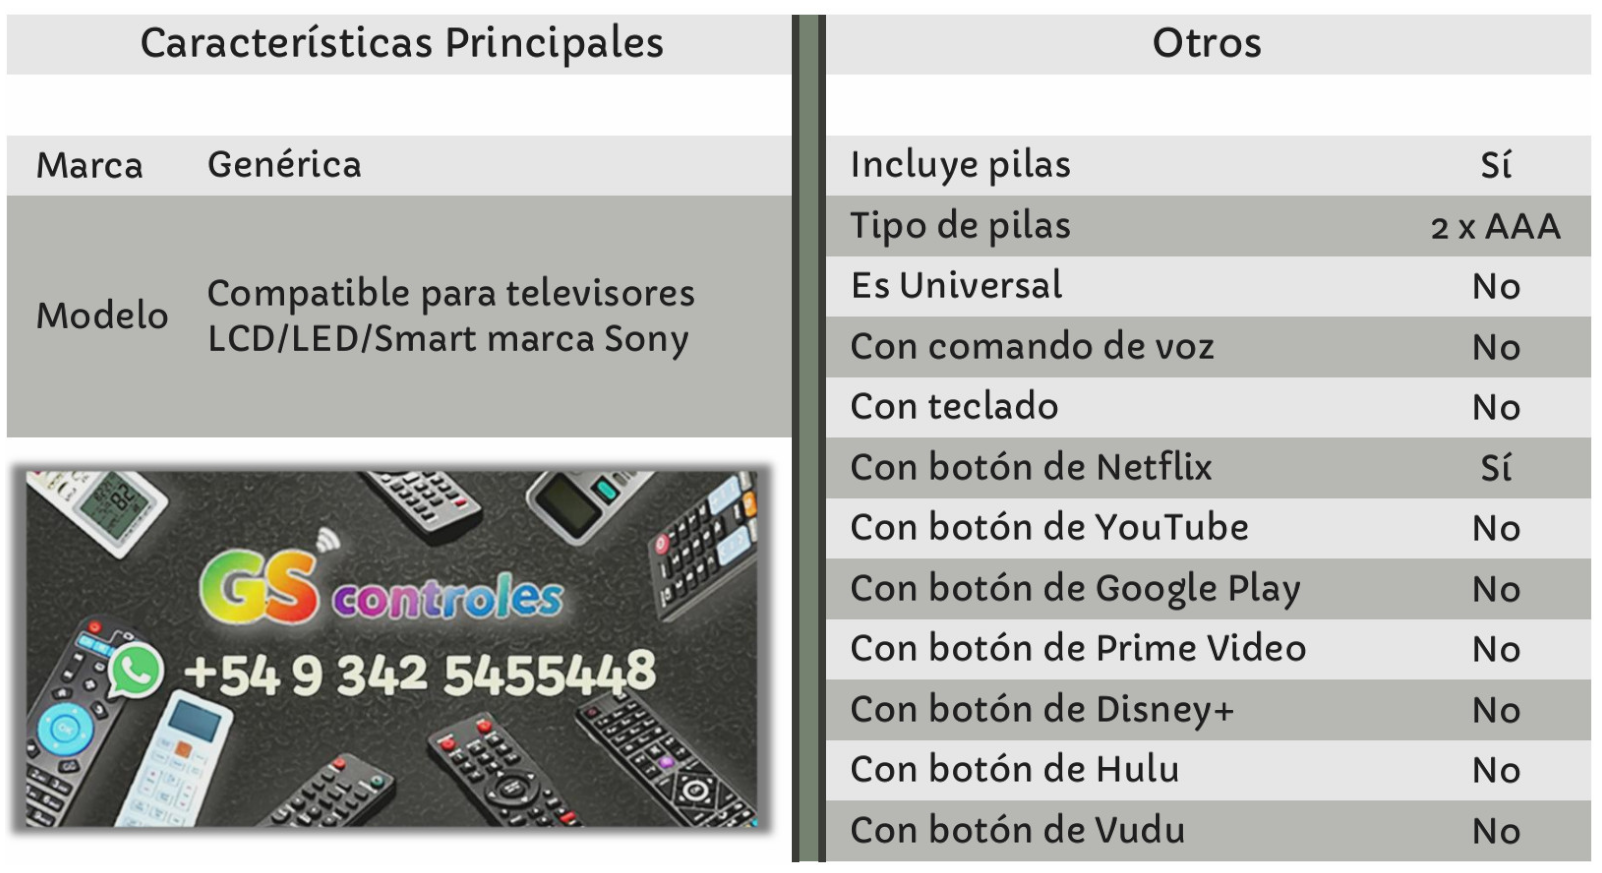 Características Principales
Marca Genérica
Modelo Compatible para televisores
LCD/LED/Smart marca Sony
GS controles
+54 9 342 5455448
Otros
Incluye pilas Sí
Tipo de pilas 2 x AAA
Es Universal No
Con comando de voz No
Con teclado No
Con botón de Netflix Sí
Con botón de YouTube No
Con botón de Google Play No
Con botón de Prime Video No
Con botón de Disney+ No
Con botón de Hulu No
Con botón de Vudu No